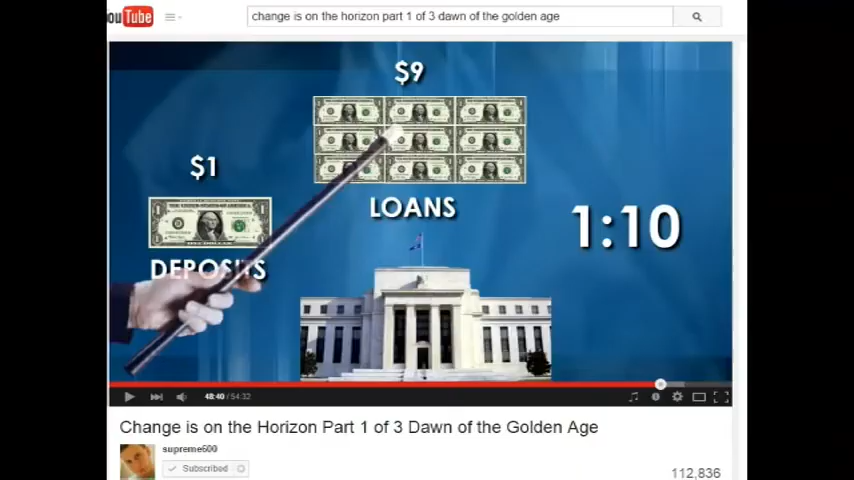 ouTube
change is on the horizon part 1 of 3 dawn of the golden age
$9
$1
LOANS
1:10
DEPOSITS
48:40 / 54:32
Change is on the Horizon Part 1 of 3 Dawn of the Golden Age
supreme600
Subscribed
112,836